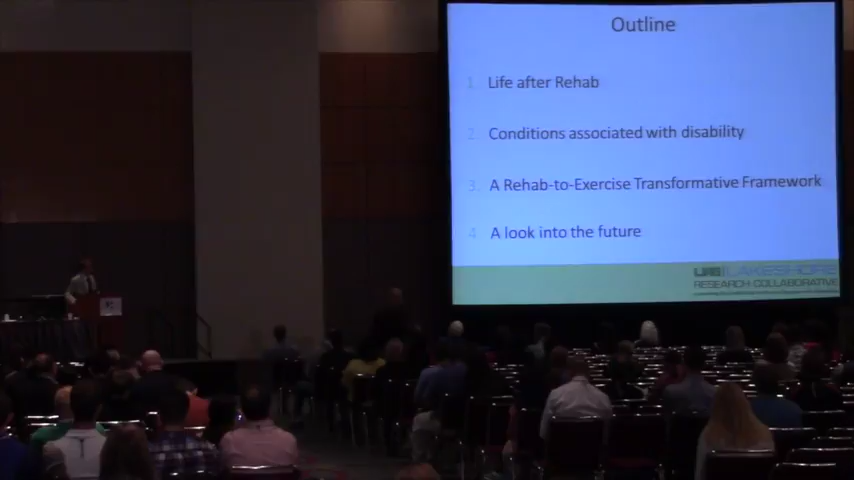 Outline
1. Life after Rehab
2. Conditions associated with disability
3. A Rehab-to-Exercise Transformative Framework
4. A look into the future
UAB LAKESHORE
RESEARCH COLLABORATIVE